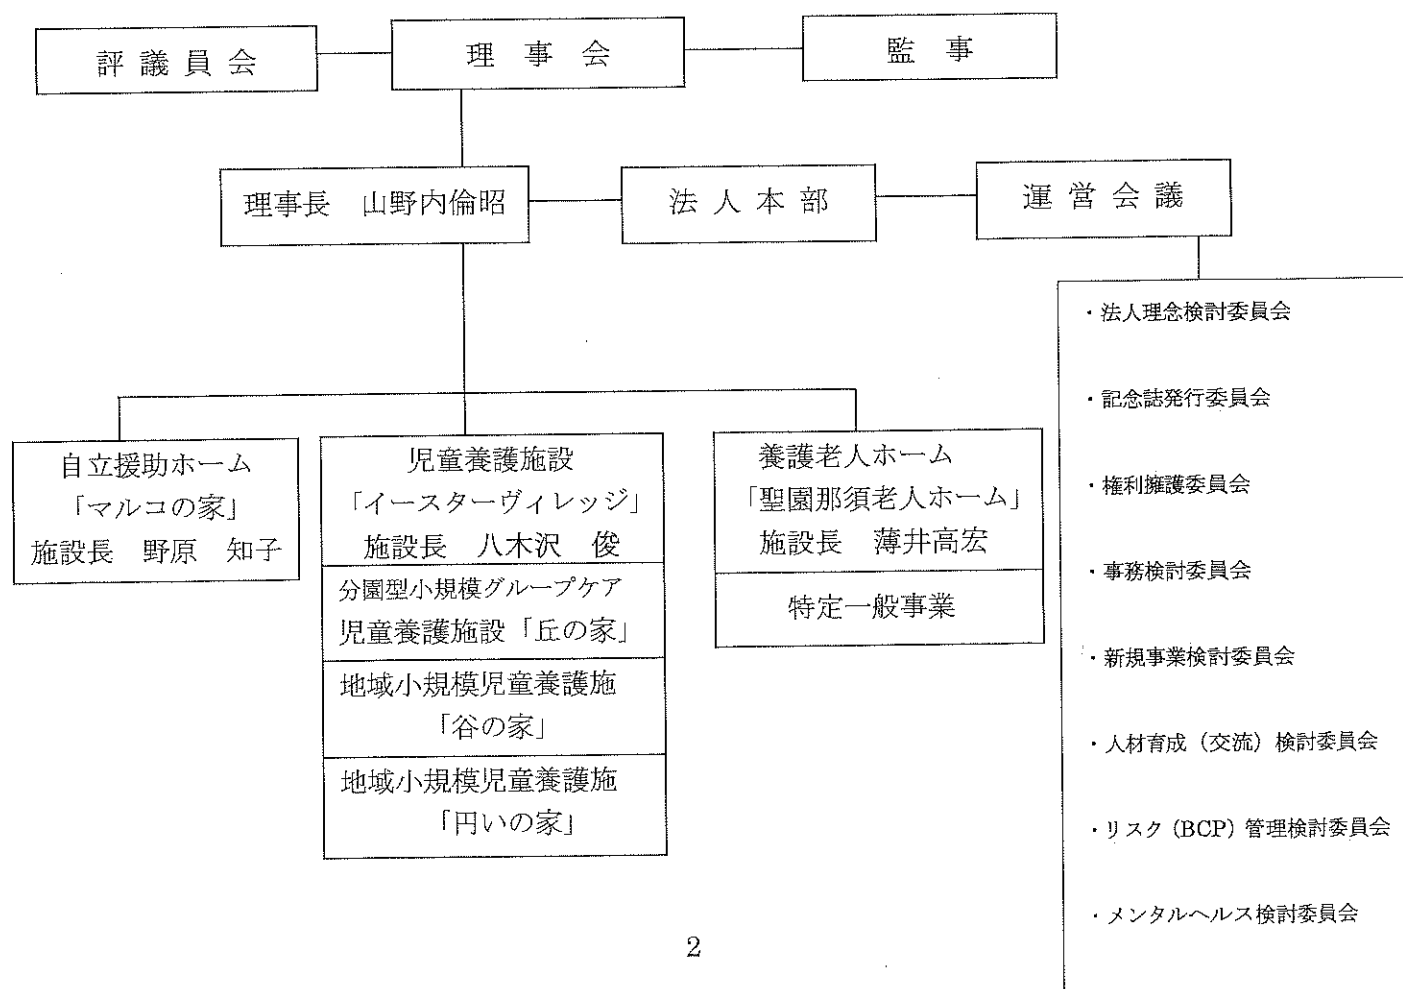 評議員会
理事会
監事
理事長　山野内倫昭
法人本部
運営会議
自立援助ホーム
「マルコの家」
施設長　野原　知子
児童養護施設
「イースターヴィレッジ」
施設長　八木沢　俊
分園型小規模グループケア
児童養護施設「丘の家」
地域小規模児童養護施
「谷の家」
地域小規模児童養護施
「円いの家」
養護老人ホーム
「聖園那須老人ホーム」
施設長　薄井高宏
特定一般事業
・法人理念検討委員会
・記念誌発行委員会
・権利擁護委員会
・事務検討委員会
・新規事業検討委員会
・人材育成（交流）検討委員会
・リスク（BCP）管理検討委員会
・メンタルヘルス検討委員会
2